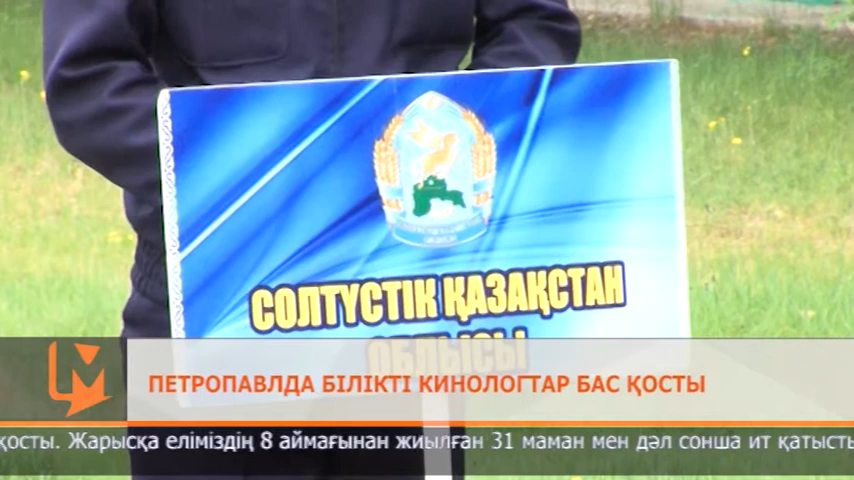 СОЛТҮСТІК ҚАЗАҚСТАН
ОБЛЫСЫ
ПЕТРОПАВЛДА БІЛІКТІ КИНОЛОГТАР БАС ҚОСТЫ
қосты. Жарысқа еліміздің 8 аймағынан жиылған 31 маман мен дәл сонша ит қатысты